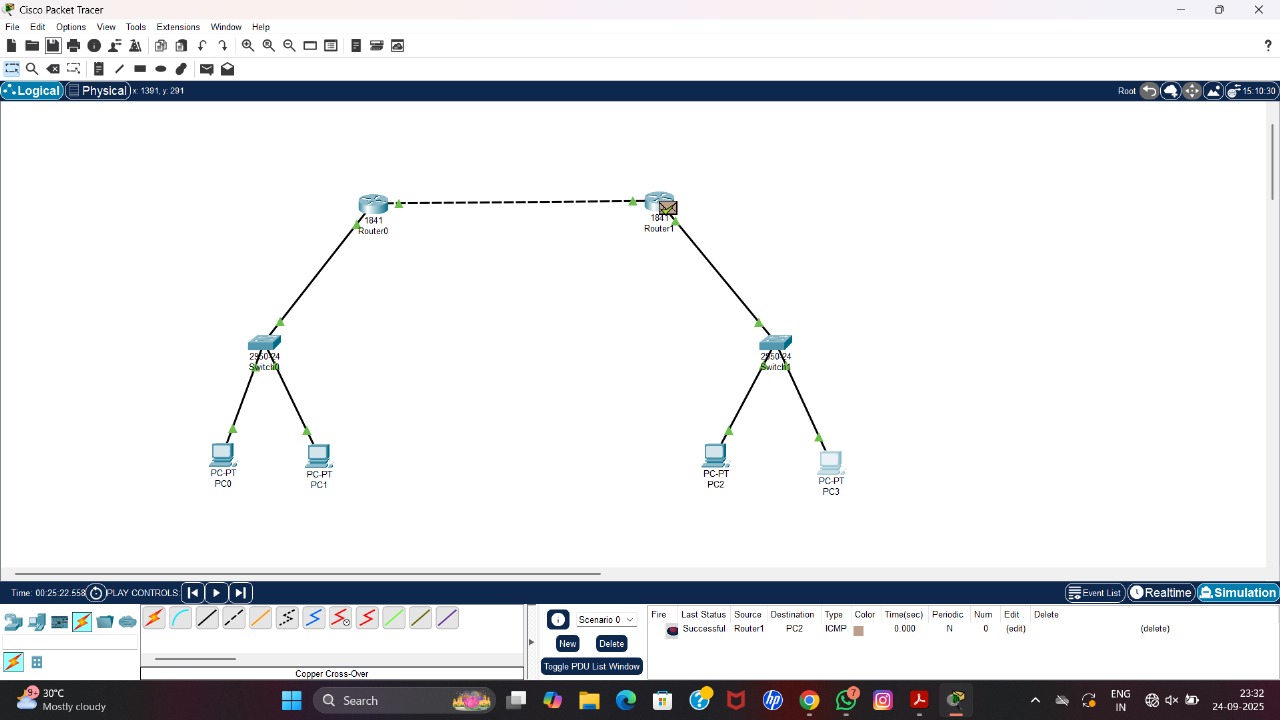 Cisco Packet Tracer
File Edit Options View Tools Extensions Window Help
?
Logical Physical x: 1391, y: 291 Root 15:10:30
1841
Router0
1841
Router1
2950-24
Switch0
2950-24
Switch1
PC-PT
PC0
PC-PT
PC1
PC-PT
PC2
PC-PT
PC3
Time: 00:25:22.558 PLAY CONTROLS: Event List Realtime Simulation
Scenario 0
New Delete
Toggle PDU List Window
Fire Last Status Source Destination Type Color Time(sec) Periodic Num Edit Delete
Successful Router1 PC2 ICMP 0.000 N 0 (edit) (delete)
Copper Cross-Over
9+ 30°C
Mostly cloudy
Search
7
ENG
IN
23:32
24-09-2025